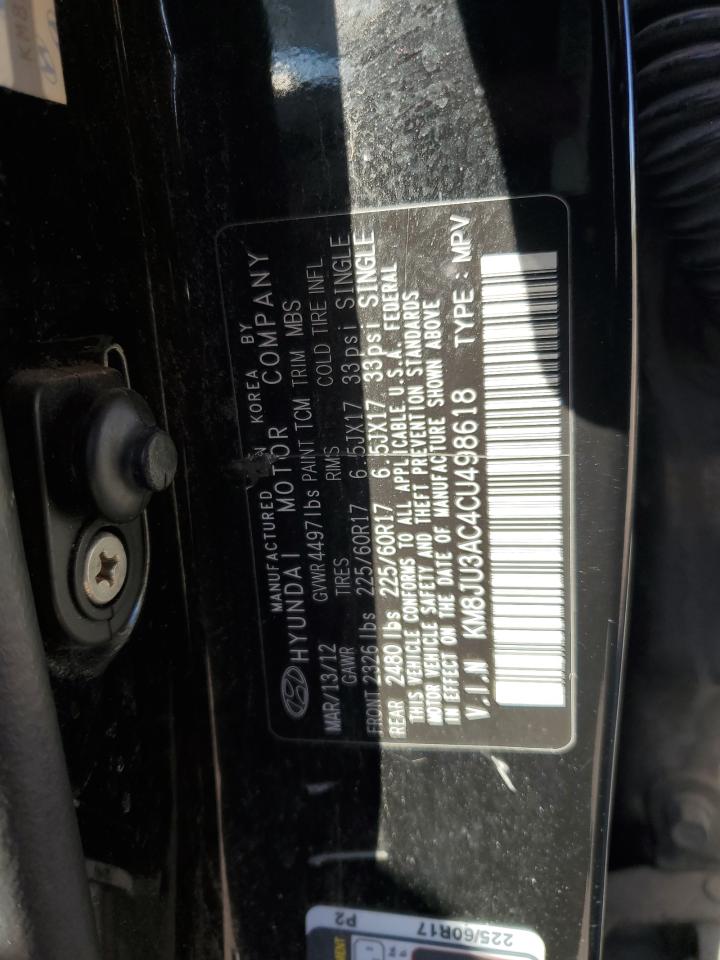 MANUFACTURED IN KOREA BY
HYUNDAI MOTOR COMPANY
MAR/13/12 GVWR 4497lbs PAINT TCM TRIM MBS
GAWR TIRES RIMS COLD TIRE INFL
FRONT 2326 lbs 225/60R17 6.5JX17 33psi SINGLE
REAR 2480 lbs 225/60R17 6.5JX17 33psi SINGLE
THIS VEHICLE CONFORMS TO ALL APPLICABLE U.S.A. FEDERAL
MOTOR VEHICLE SAFETY AND THEFT PREVENTION STANDARDS
IN EFFECT ON THE DATE OF MANUFACTURE SHOWN ABOVE
V.I.N KM8JU3AC4CU498618 TYPE : MPV
225/60R17
P2
KM8